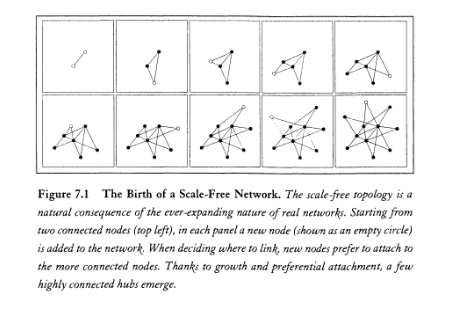 Figure 7.1 The Birth of a Scale-Free Network. The scale-free topology is a
natural consequence of the ever-expanding nature of real networks. Starting from
two connected nodes (top left), in each panel a new node (shown as an empty circle)
is added to the network. When deciding where to link, new nodes prefer to attach to
the more connected nodes. Thanks to growth and preferential attachment, a few
highly connected hubs emerge.